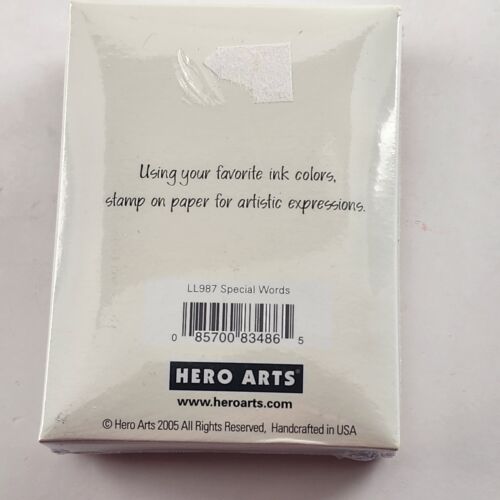 Using your favorite ink colors,
stamp on paper for artistic expressions.
LL987 Special Words
0 85700 83486 5
HERO ARTS®
www.heroarts.com
© Hero Arts 2005 All Rights Reserved, Handcrafted in USA